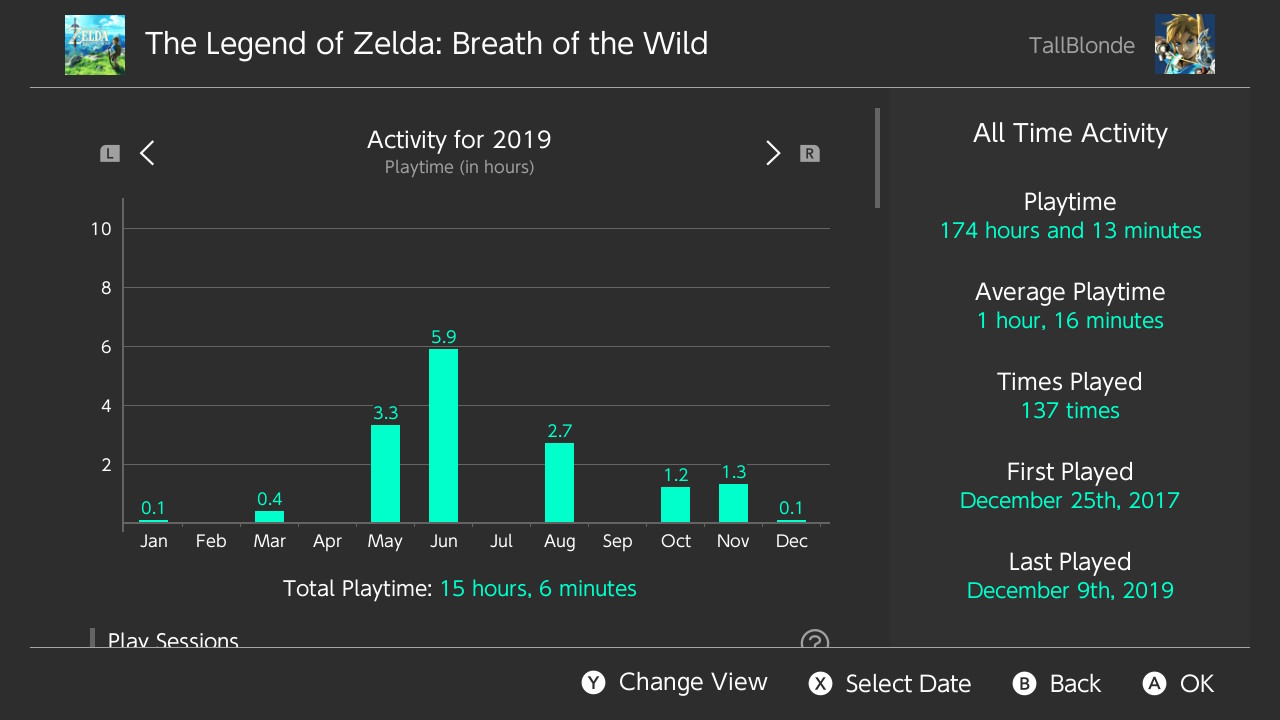 ZELDA
The Legend of Zelda: Breath of the Wild
TallBlonde
L
Activity for 2019
R
Playtime (in hours)
10
8
6
4
2
0.1
0.4
3.3
5.9
2.7
1.2
1.3
0.1
Jan Feb Mar Apr May Jun Jul Aug Sep Oct Nov Dec
Total Playtime: 15 hours, 6 minutes
Play Sessions
?
All Time Activity
Playtime
174 hours and 13 minutes
Average Playtime
1 hour, 16 minutes
Times Played
137 times
First Played
December 25th, 2017
Last Played
December 9th, 2019
Y Change View X Select Date B Back A OK